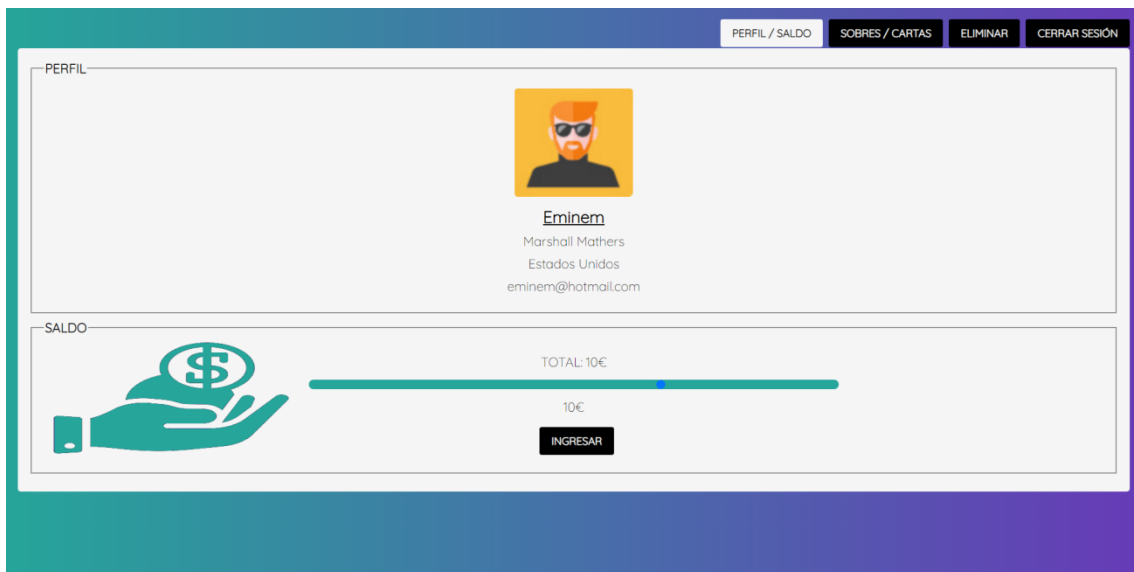 PERFIL / SALDO SOBRES / CARTAS ELIMINAR CERRAR SESIÓN
PERFIL
Eminem
Marshall Mathers
Estados Unidos
eminem@hotmail.com
SALDO
$
TOTAL: 10€
10€
INGRESAR